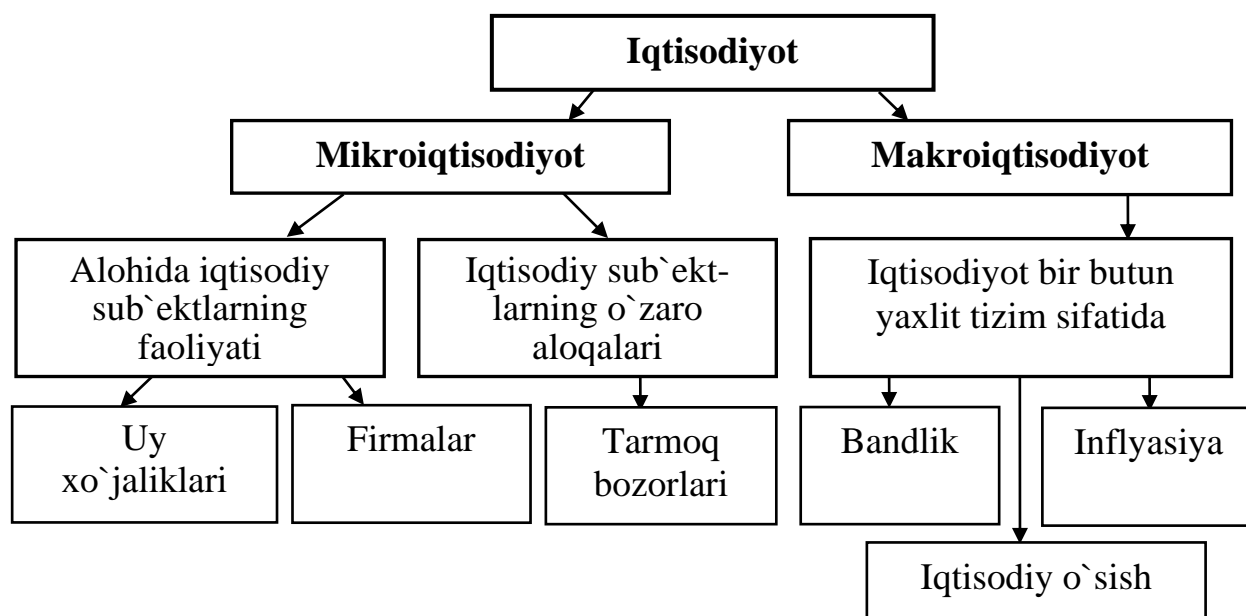 Iqtisodiyot
Mikroiqtisodiyot
Makroiqtisodiyot
Alohida iqtisodiy
sub`ektlarning
faoliyati
Iqtisodiy sub`ekt-
larning o`zaro
aloqalari
Iqtisodiyot bir butun
yaxlit tizim sifatida
Uy
xo`jaliklari
Firmalar
Tarmoq
bozorlari
Bandlik
Inflyasiya
Iqtisodiy o`sish